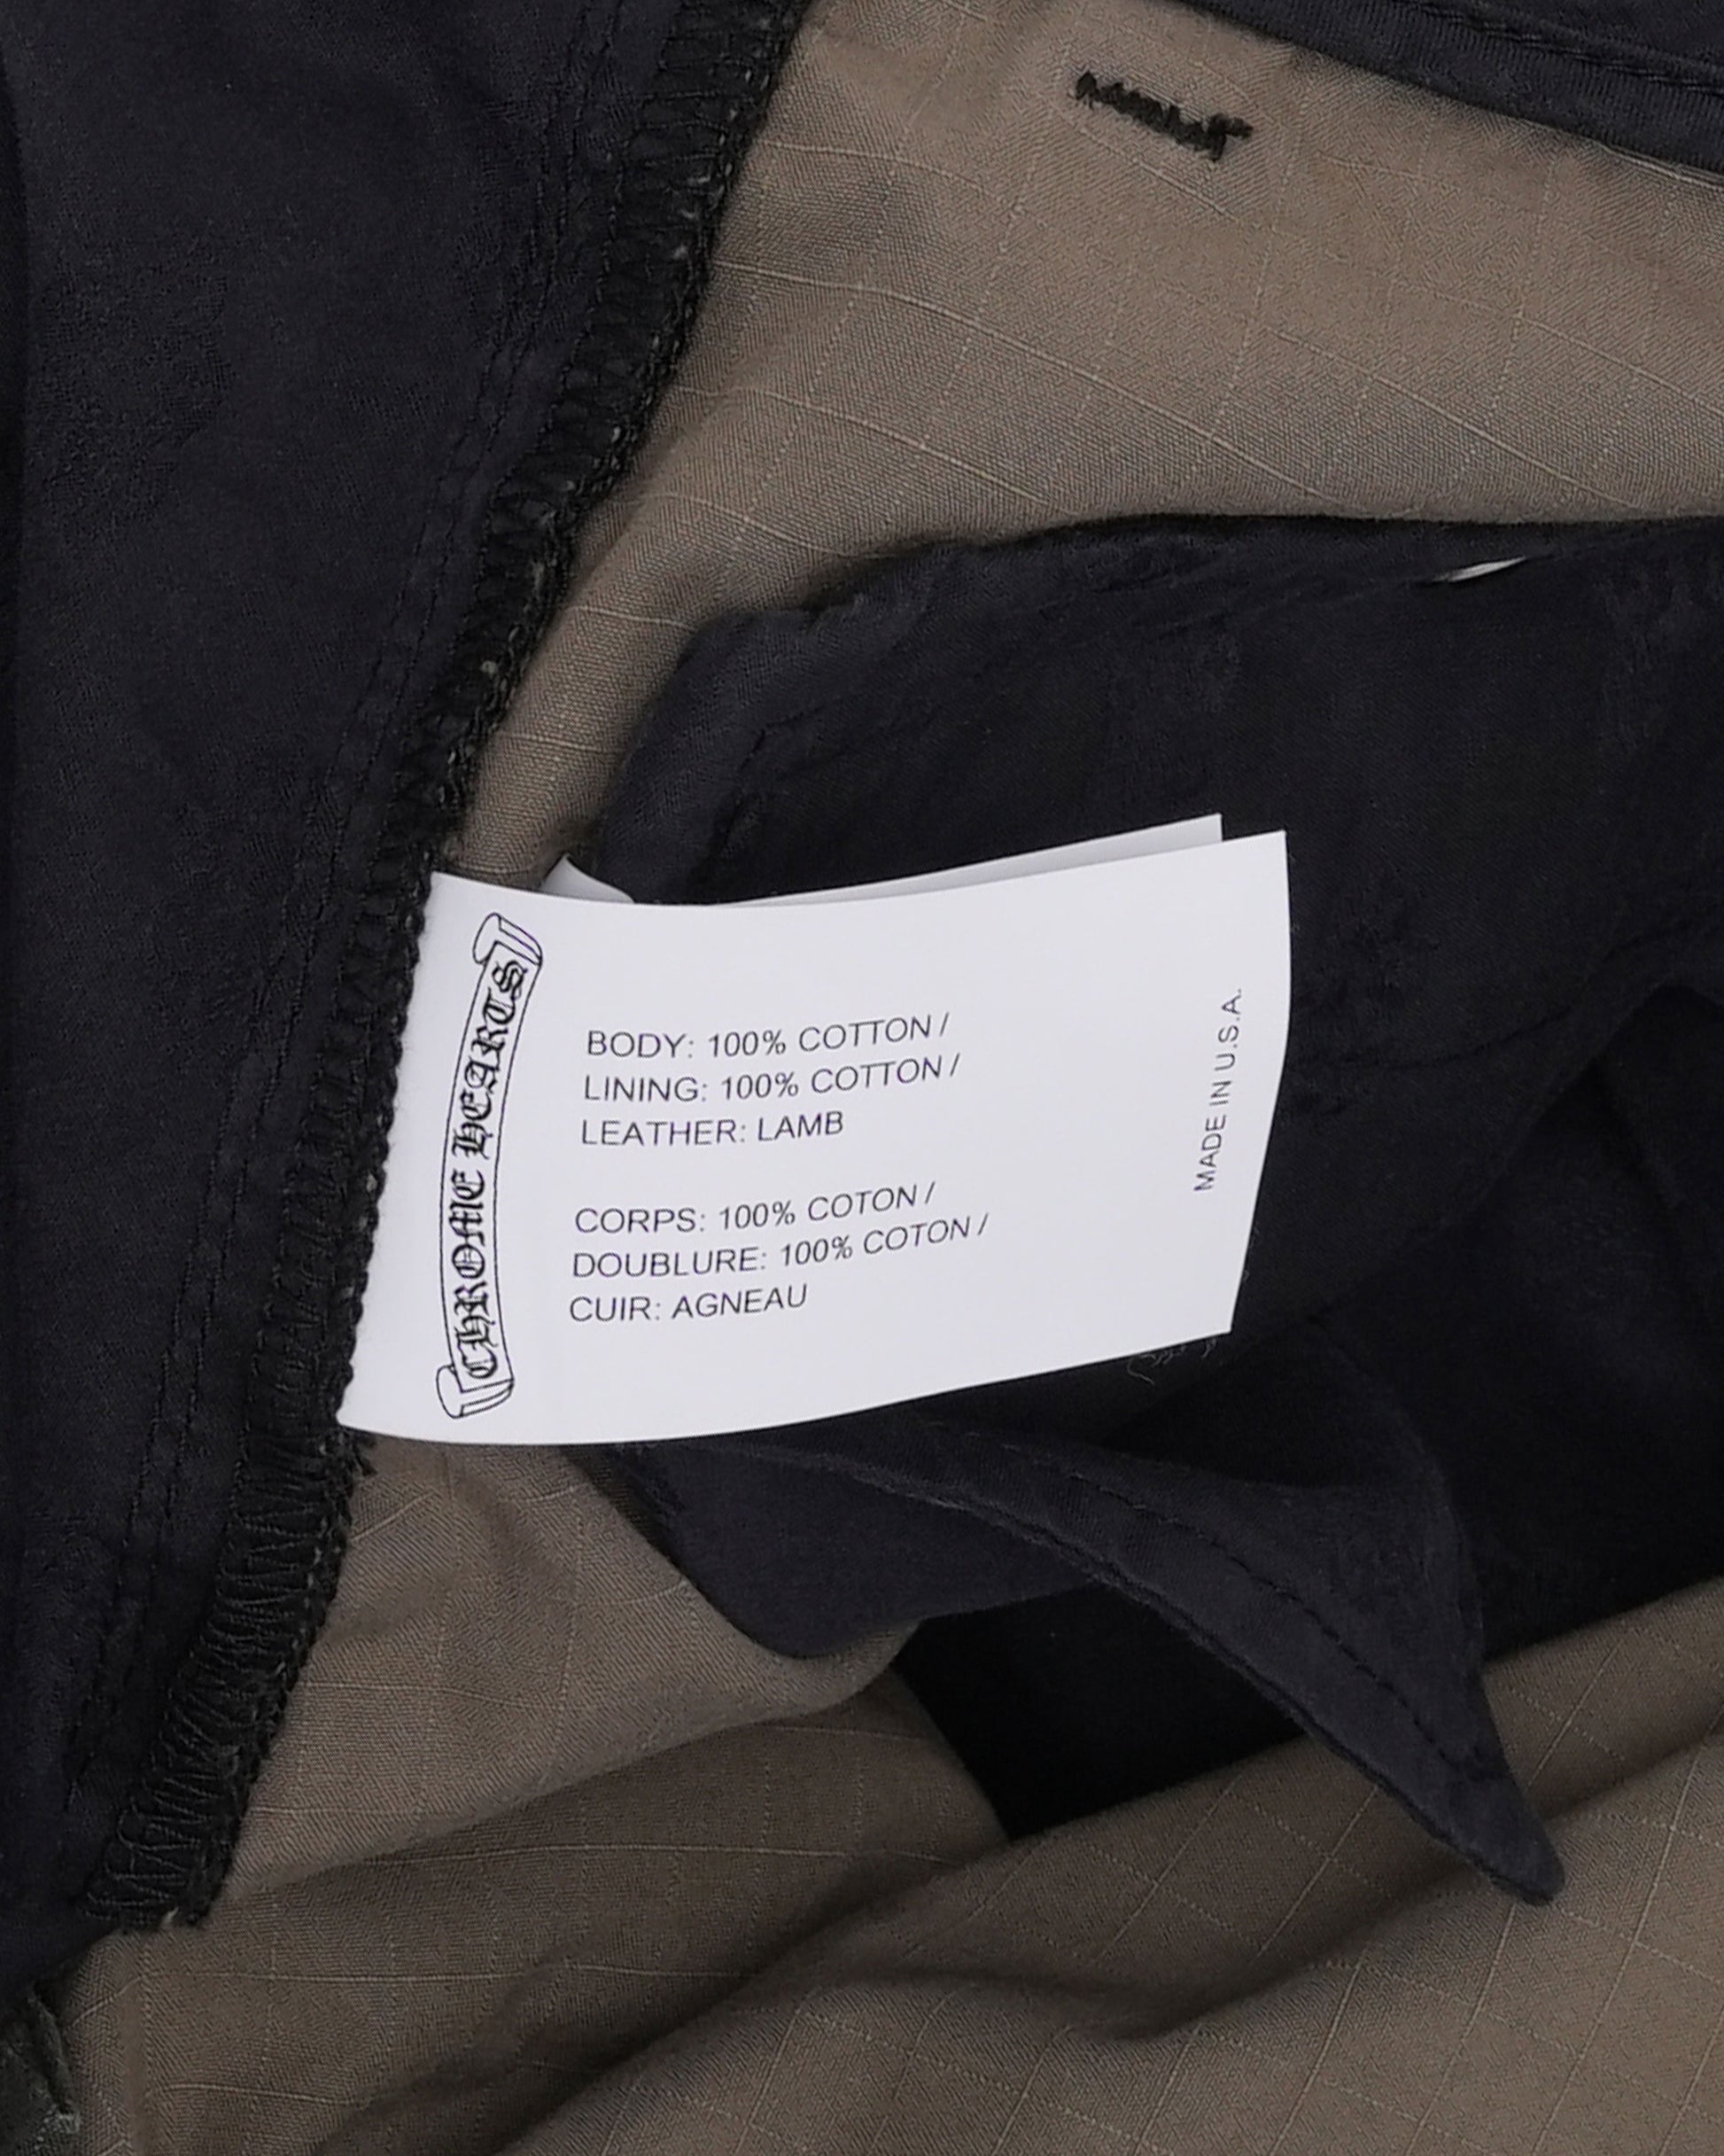 CHROME HEARTS
BODY: 100% COTTON /
LINING: 100% COTTON /
LEATHER: LAMB
CORPS: 100% COTON /
DOUBLURE: 100% COTON /
CUIR: AGNEAU
MADE IN U.S.A.